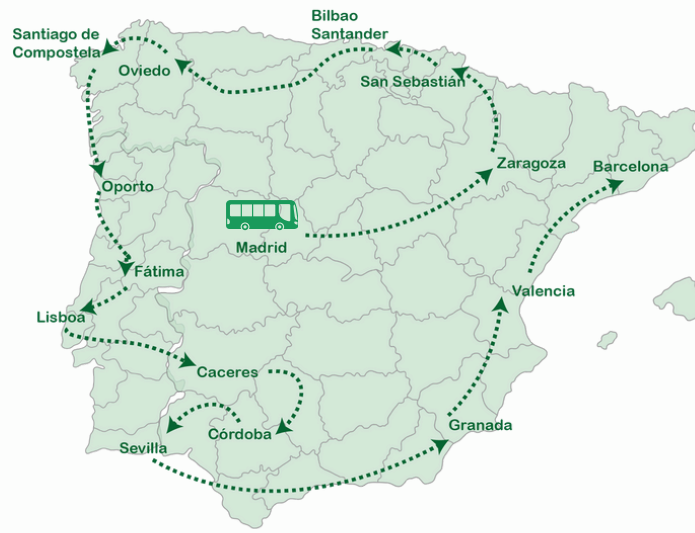 Bilbao
Santander
Santiago de
Compostela
Oviedo
San Sebastián
Zaragoza
Barcelona
Oporto
Madrid
Fátima
Valencia
Lisboa
Caceres
Granada
Córdoba
Sevilla